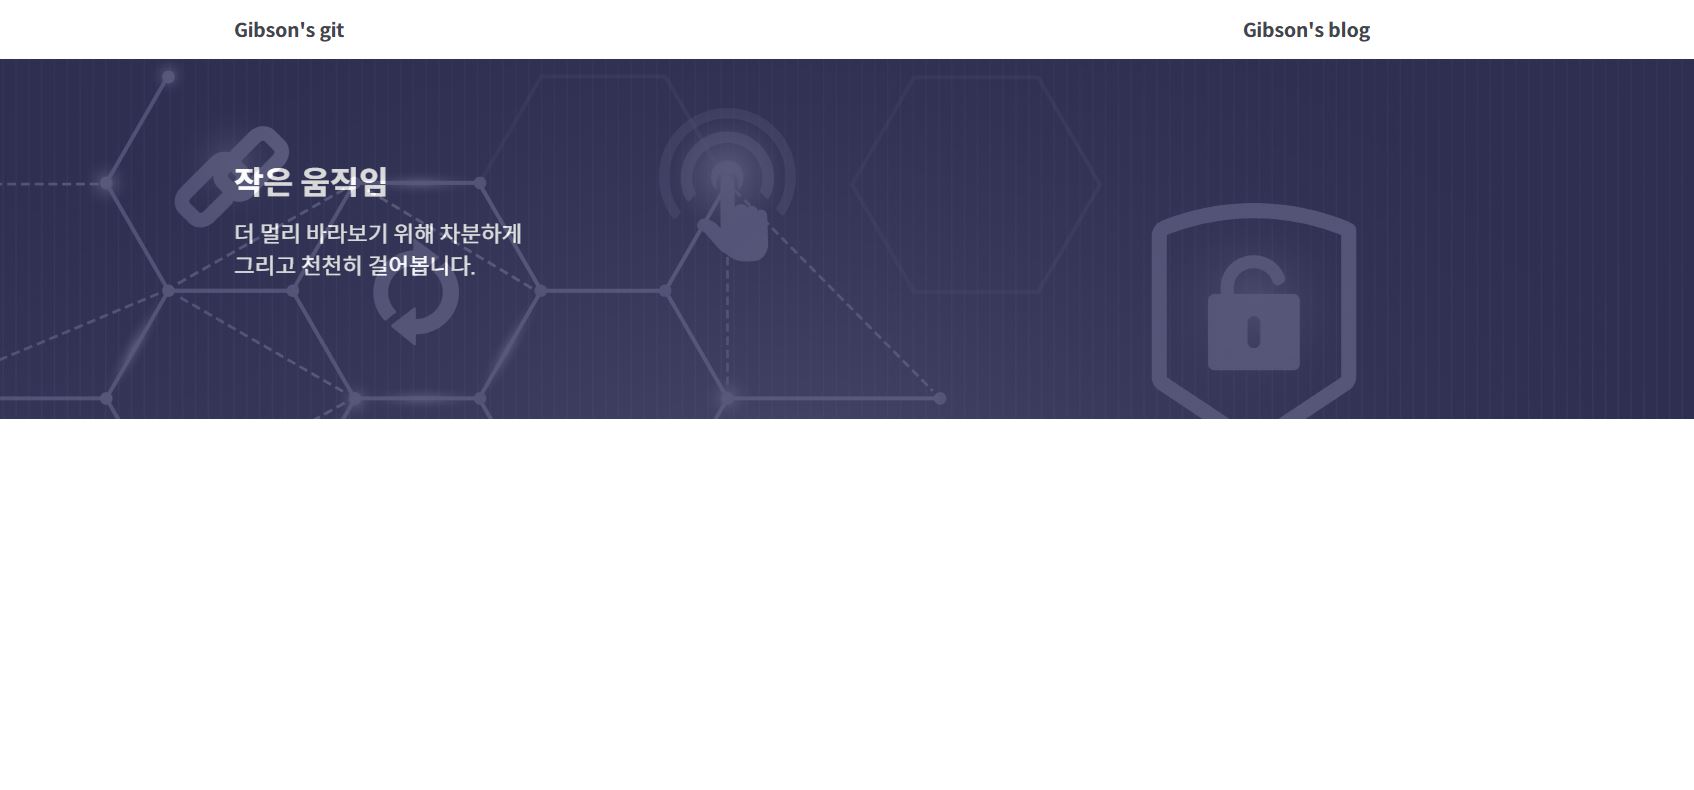 Gibson's git
Gibson's blog
작은 움직임
더 멀리 바라보기 위해 차분하게
그리고 천천히 걸어봅니다.